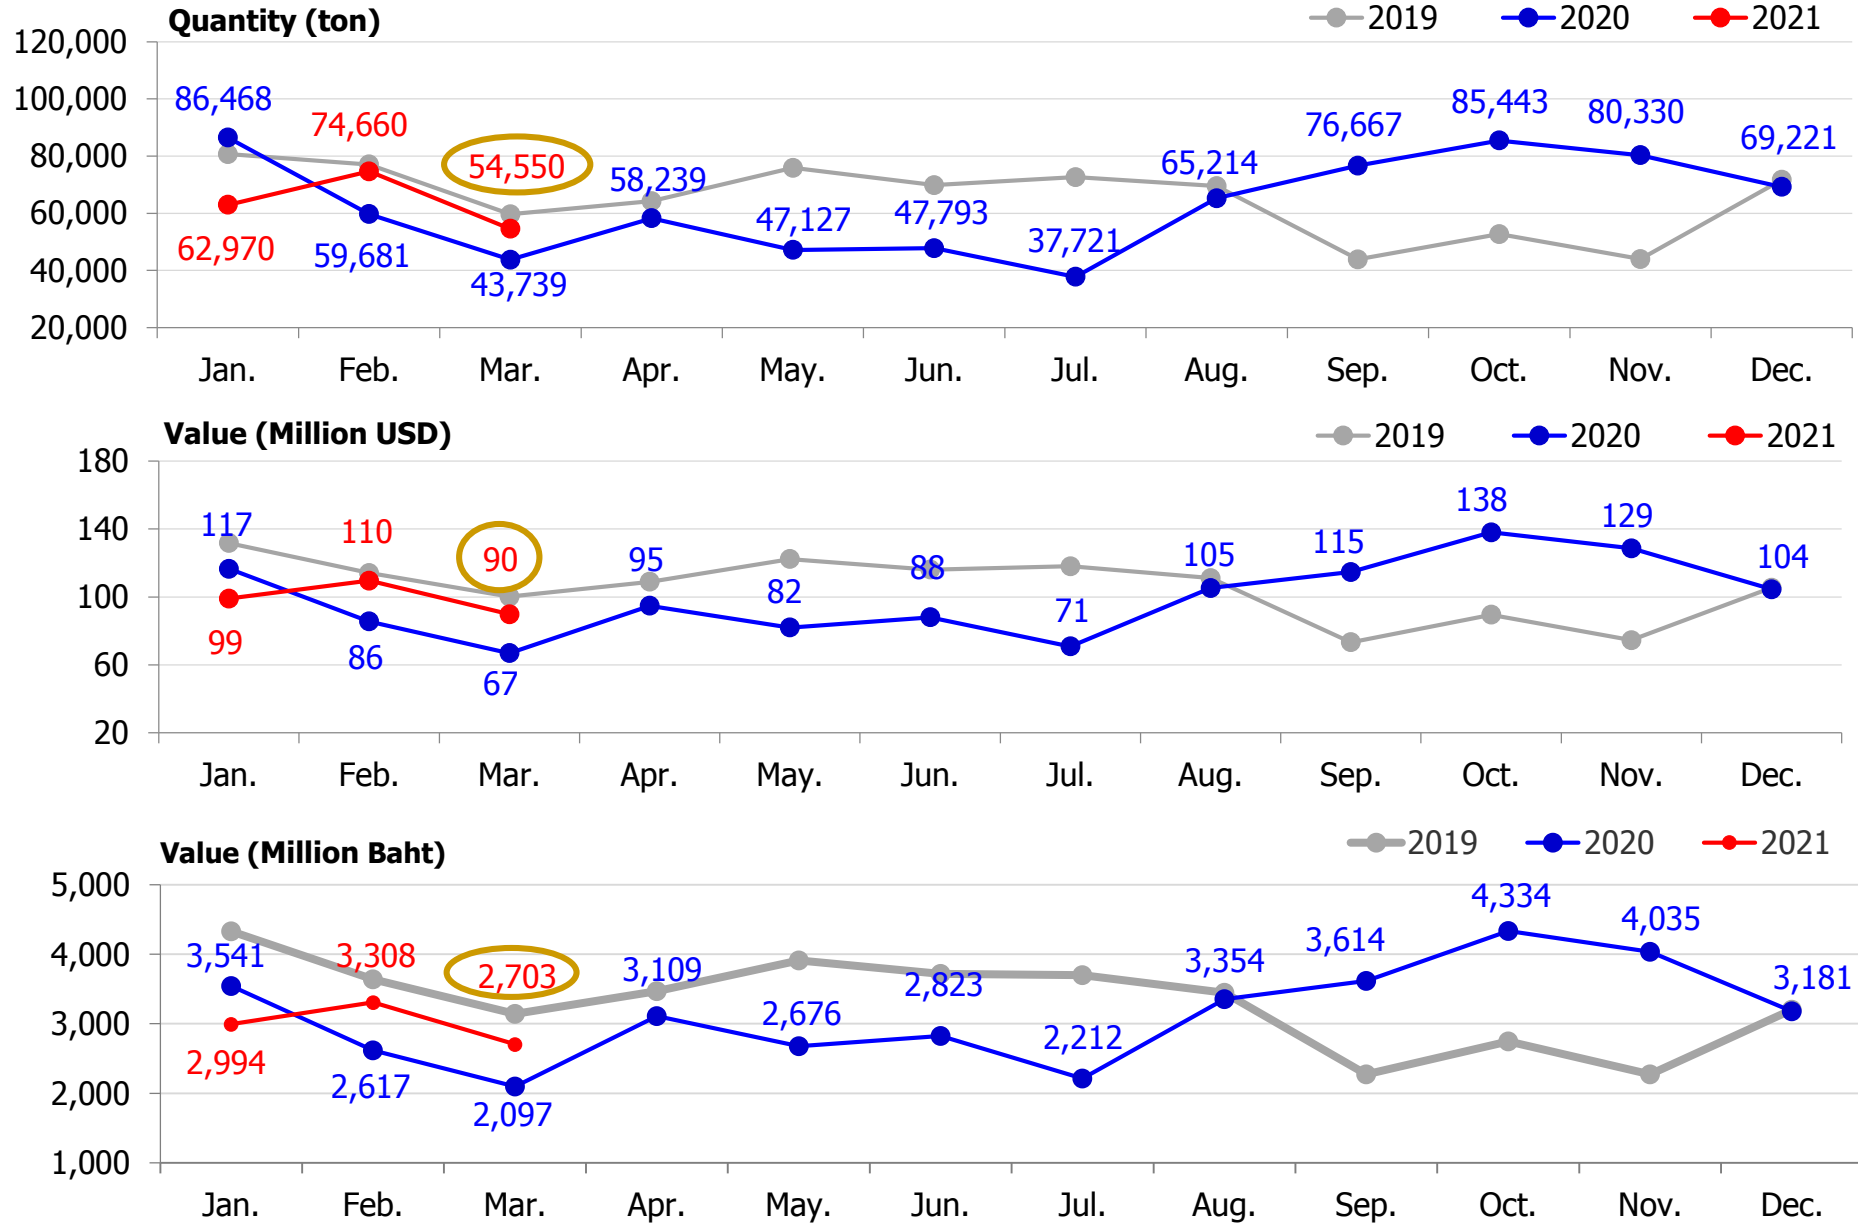 Quantity (ton)
2019 2020 2021
120,000
100,000
80,000
60,000
40,000
20,000
86,468 59,681 43,739 58,239 47,127 47,793 37,721 65,214 76,667 85,443 80,330 69,221
62,970 74,660 54,550
Jan. Feb. Mar. Apr. May. Jun. Jul. Aug. Sep. Oct. Nov. Dec.
Value (Million USD)
2019 2020 2021
180
140
100
60
20
117 86 67 95 82 88 71 105 115 138 129 104
99 110 90
Jan. Feb. Mar. Apr. May. Jun. Jul. Aug. Sep. Oct. Nov. Dec.
Value (Million Baht)
2019 2020 2021
5,000
4,000
3,000
2,000
1,000
3,541 2,617 2,097 3,109 2,676 2,823 2,212 3,354 3,614 4,334 4,035 3,181
2,994 3,308 2,703
Jan. Feb. Mar. Apr. May. Jun. Jul. Aug. Sep. Oct. Nov. Dec.